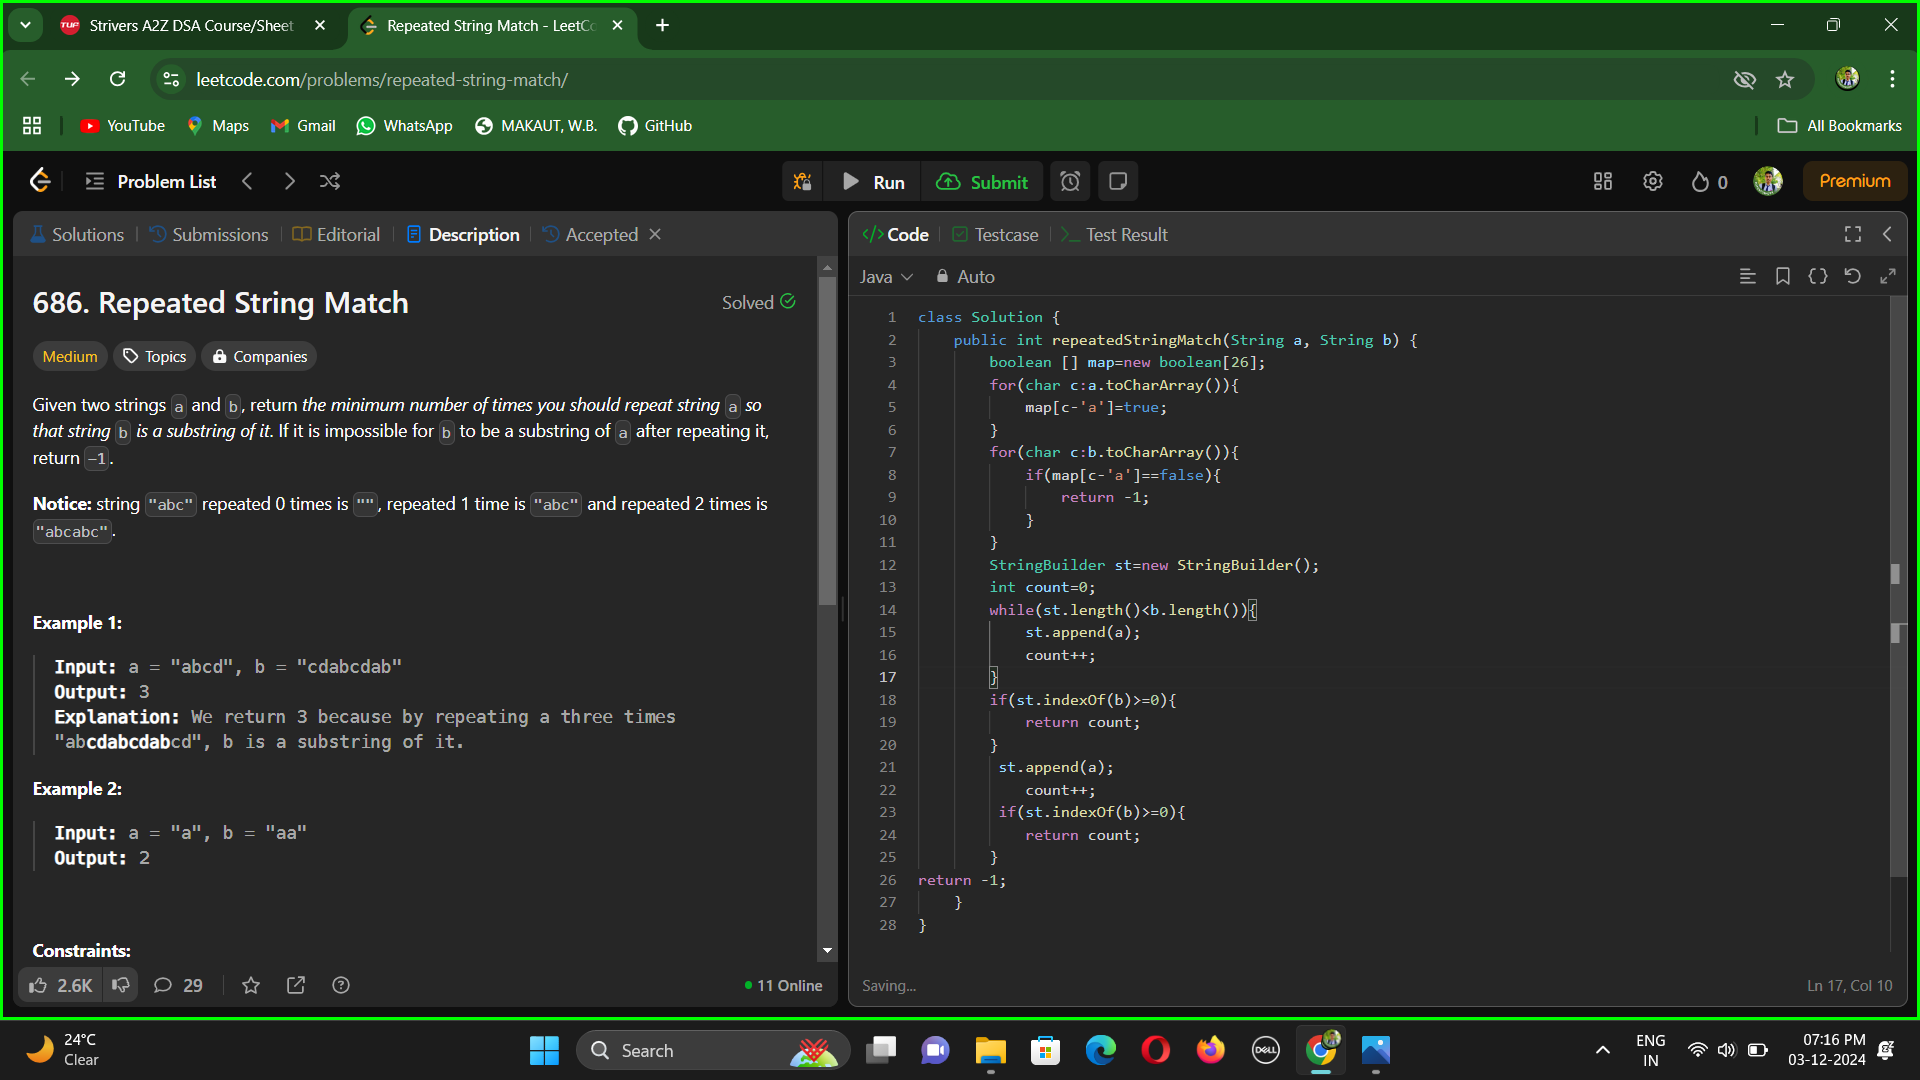 Strivers A2Z DSA Course/Sheet
Repeated String Match - LeetCo
leetcode.com/problems/repeated-string-match/
YouTube
Maps
Gmail
WhatsApp
MAKAUT, W.B.
GitHub
All Bookmarks
Problem List
Run
Submit
0
Premium
Solutions
Submissions
Editorial
Description
Accepted
686. Repeated String Match
Solved
Medium
Topics
Companies
Given two strings a and b, return the minimum number of times you should repeat string a so
that string b is a substring of it. If it is impossible for b to be a substring of a after repeating it,
return -1.
Notice: string "abc" repeated 0 times is "", repeated 1 time is "abc" and repeated 2 times is
"abcabc".
Example 1:
Input: a = "abcd", b = "cdabcdab"
Output: 3
Explanation: We return 3 because by repeating a three times
"abcdabcdabcd", b is a substring of it.
Example 2:
Input: a = "a", b = "aa"
Output: 2
Constraints:
2.6K
29
11 Online
</>Code
Testcase
>_ Test Result
Java
Auto
1 class Solution {
2     public int repeatedStringMatch(String a, String b) {
3         boolean [] map=new boolean[26];
4         for(char c:a.toCharArray()){
5             map[c-'a']=true;
6         }
7         for(char c:b.toCharArray()){
8             if(map[c-'a']==false){
9                 return -1;
10             }
11         }
12         StringBuilder st=new StringBuilder();
13         int count=0;
14         while(st.length()<b.length()){
15             st.append(a);
16             count++;
17         }
18         if(st.indexOf(b)>=0){
19             return count;
20         }
21          st.append(a);
22             count++;
23          if(st.indexOf(b)>=0){
24             return count;
25         }
26 return -1;
27     }
28 }
Saving...
Ln 17, Col 10
24°C
Clear
Search
DELL
ENG
IN
07:16 PM
03-12-2024